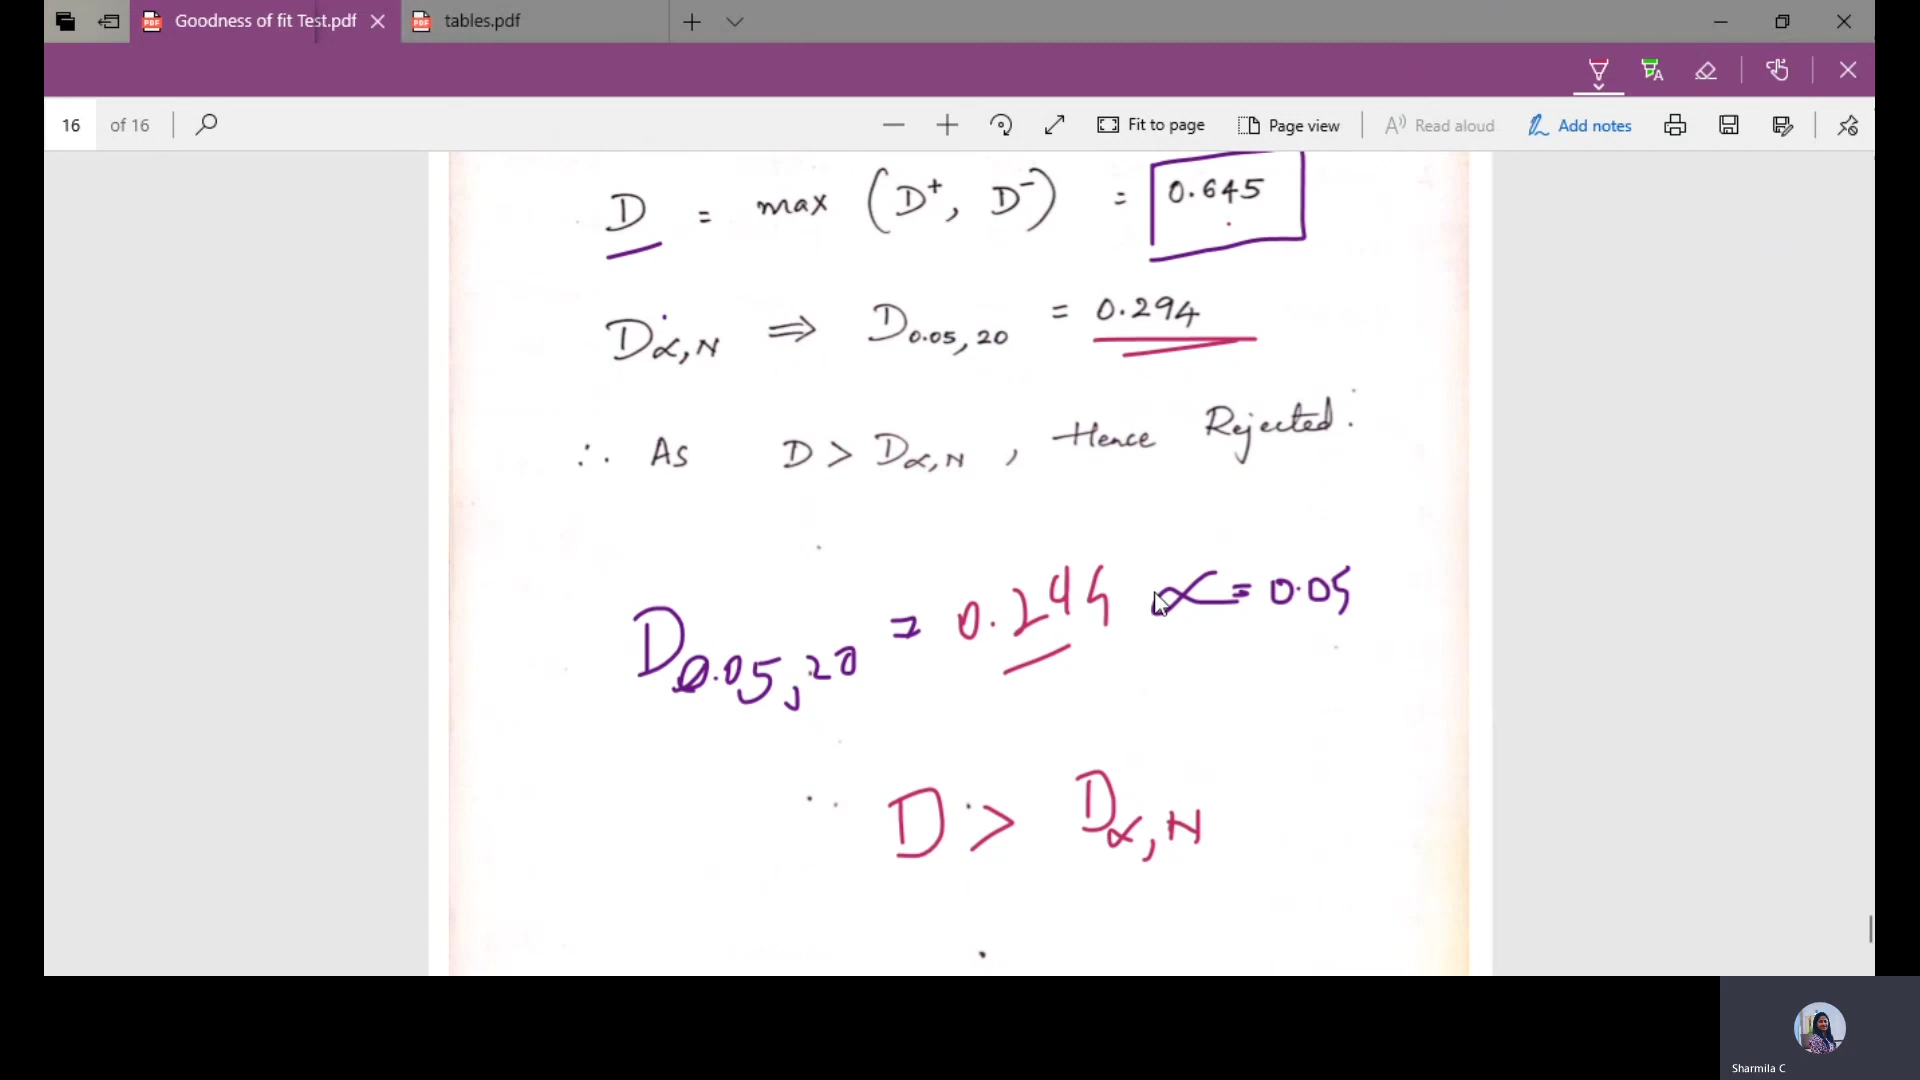 Goodness of fit Test.pdf
tables.pdf
16 of 16
Fit to page
Page view
Read aloud
Add notes
D = max (D⁺, D⁻) = 0.645
Dα,N ⇒ D0.05,20 = 0.294
∴ As D > Dα,N , Hence Rejected.
D0.05,20 = 0.294 α = 0.05
D > Dα,N
Sharmila C